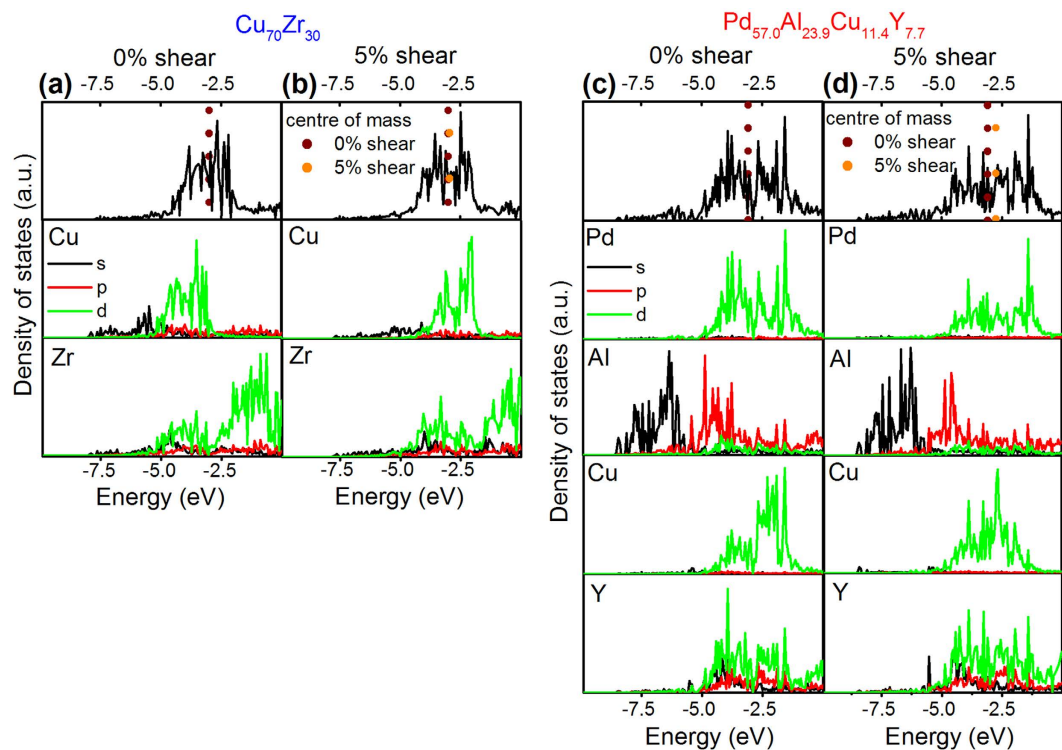 Cu70Zr30
Pd57.0Al23.9Cu11.4Y7.7
0% shear
5% shear
0% shear
5% shear
(a)
-7.5 -5.0 -2.5
(b)
-7.5 -5.0 -2.5
(c)
-7.5 -5.0 -2.5
(d)
-7.5 -5.0 -2.5
centre of mass
0% shear
5% shear
centre of mass
0% shear
5% shear
Density of states (a.u.)
Cu
s
p
d
Cu
Zr
Zr
-7.5 -5.0 -2.5
-7.5 -5.0 -2.5
Energy (eV)
Energy (eV)
Density of states (a.u.)
Pd
s
p
d
Pd
Al
Al
Cu
Cu
Y
Y
-7.5 -5.0 -2.5
-7.5 -5.0 -2.5
Energy (eV)
Energy (eV)